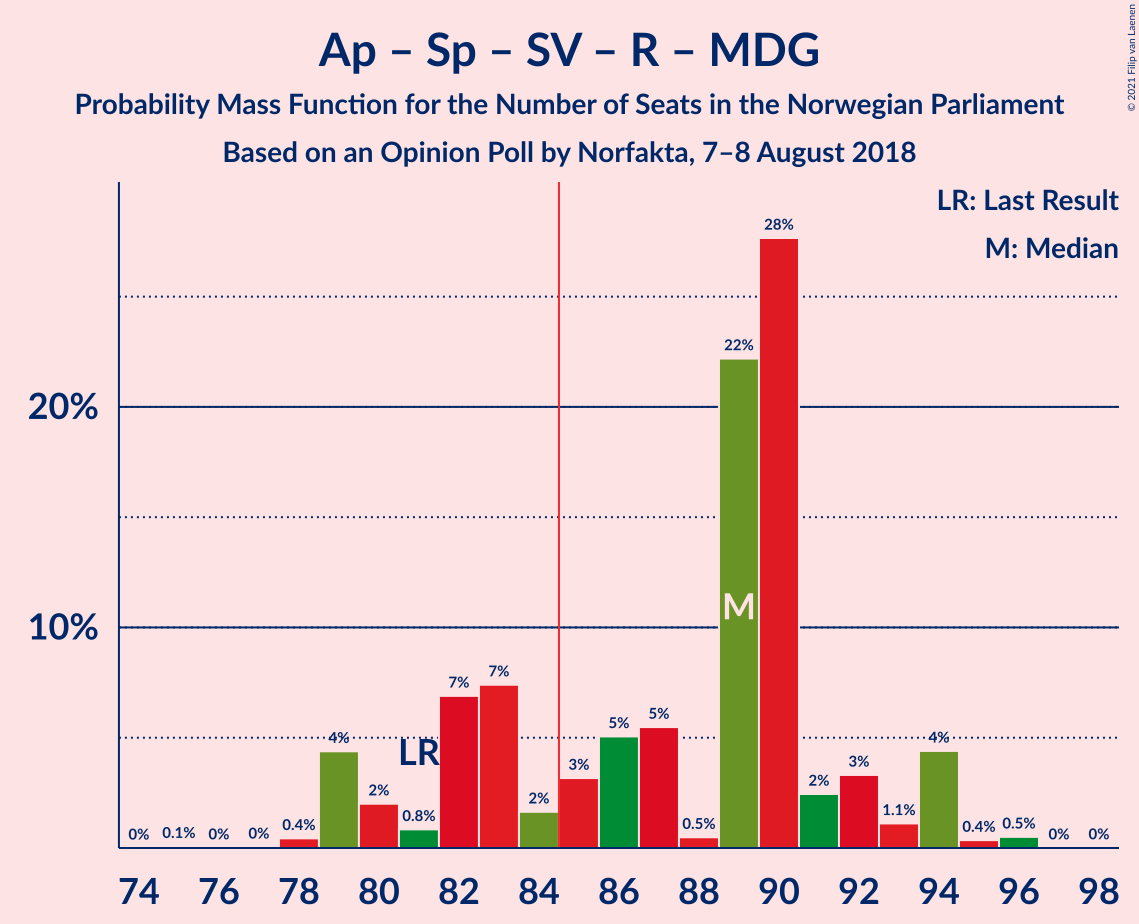 Ap – Sp – SV – R – MDG
Probability Mass Function for the Number of Seats in the Norwegian Parliament
Based on an Opinion Poll by Norfakta, 7–8 August 2018
© 2021 Filip van Laenen
LR: Last Result
M: Median
20%
10%
0% 0.1% 0% 0% 0.4% 4% 2% 0.8% 7% 7% 2% 3% 5% 5% 0.5% 22% 28% 2% 3% 1.1% 4% 0.4% 0.5% 0% 0%
LR
M
74 76 78 80 82 84 86 88 90 92 94 96 98